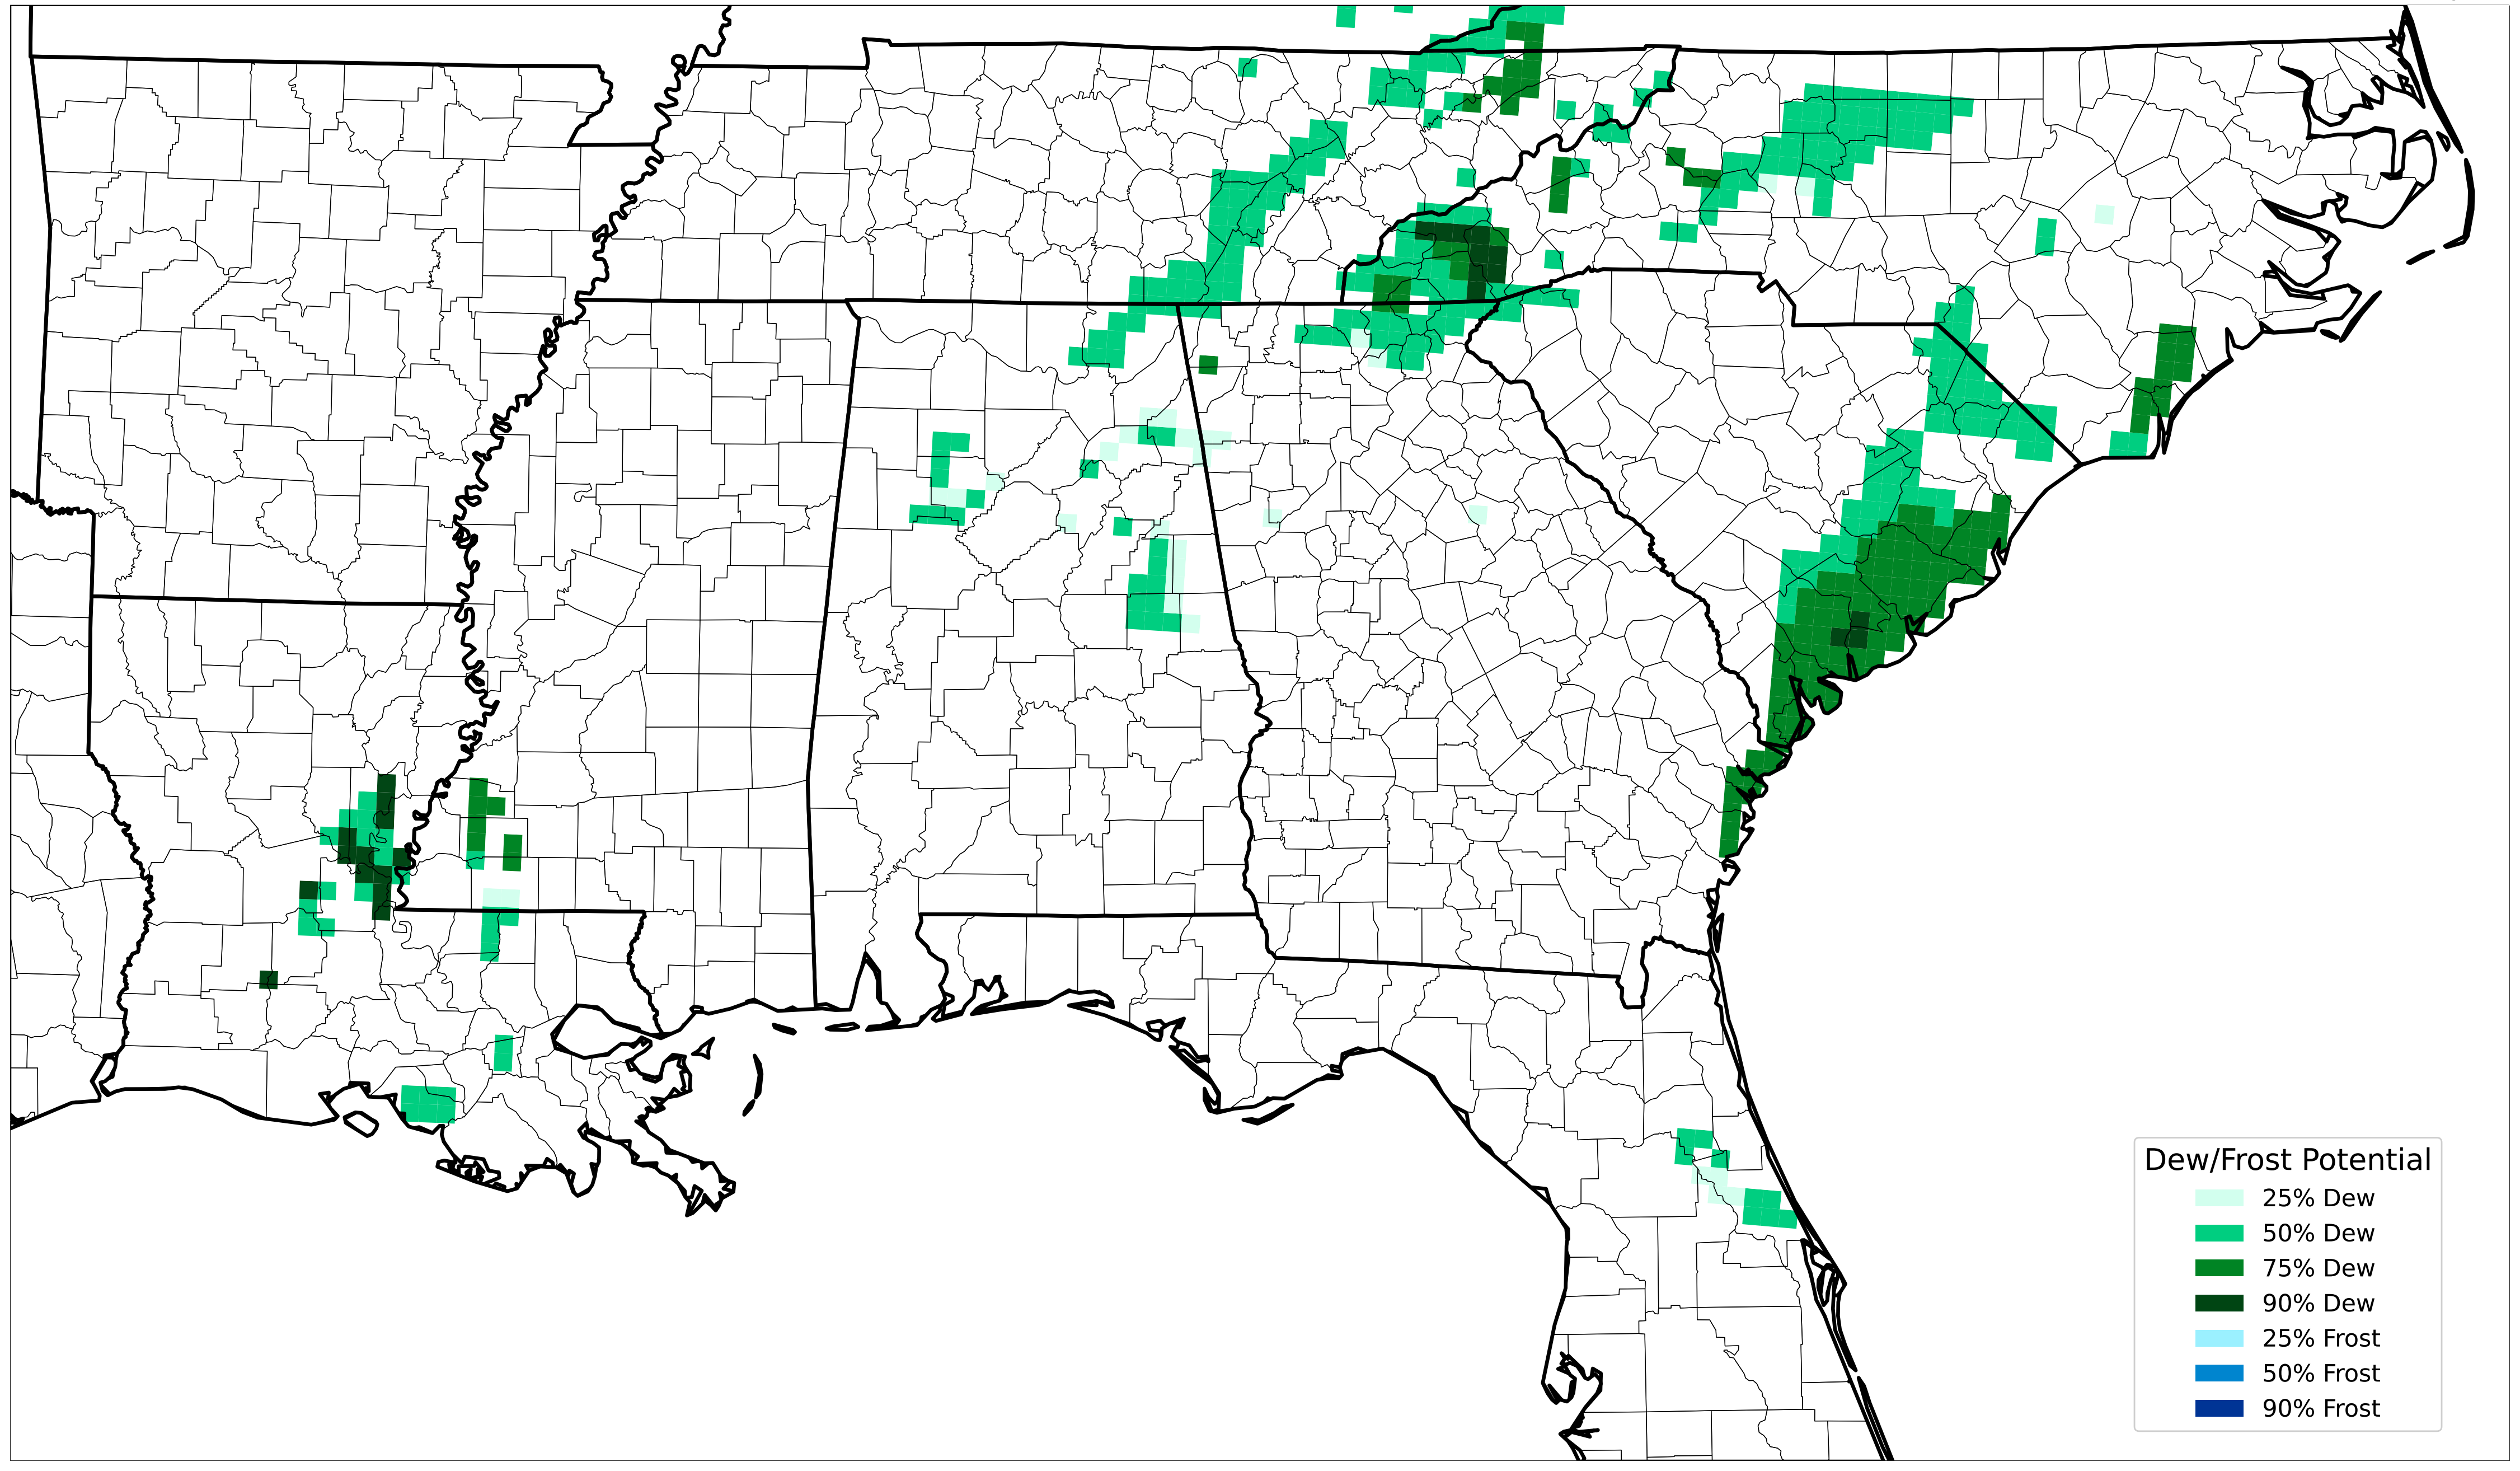 Dew/Frost Potential
25% Dew
50% Dew
75% Dew
90% Dew
25% Frost
50% Frost
90% Frost